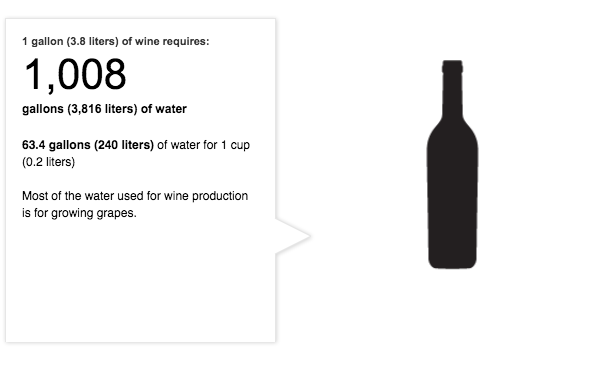 1 gallon (3.8 liters) of wine requires:
1,008
gallons (3,816 liters) of water
63.4 gallons (240 liters) of water for 1 cup
(0.2 liters)
Most of the water used for wine production
is for growing grapes.